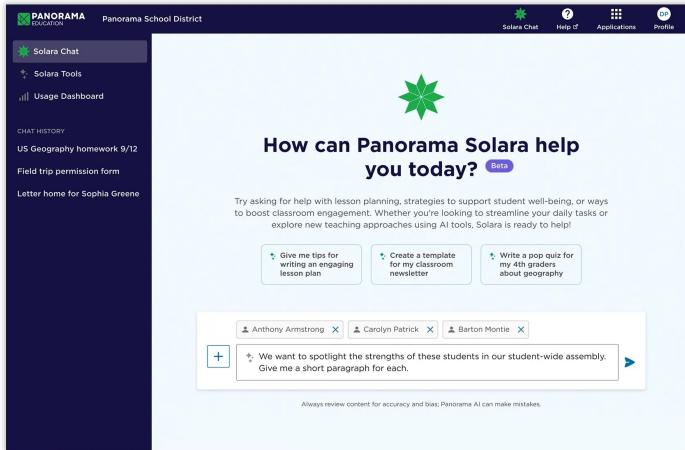 PANORAMA
EDUCATION
Panorama School District
Solara Chat
Help
Applications
DP
Profile
Solara Chat
Solara Tools
Usage Dashboard
CHAT HISTORY
US Geography homework 9/12
Field trip permission form
Letter home for Sophia Greene
How can Panorama Solara help
you today? Beta
Try asking for help with lesson planning, strategies to support student well-being, or ways
to boost classroom engagement. Whether you're looking to streamline your daily tasks or
explore new teaching approaches using AI tools, Solara is ready to help!
Give me tips for
writing an engaging
lesson plan
Create a template
for my classroom
newsletter
Write a pop quiz for
my 4th graders
about geography
Anthony Armstrong X Carolyn Patrick X Barton Montie X
We want to spotlight the strengths of these students in our student-wide assembly.
Give me a short paragraph for each.
Always review content for accuracy and bias; Panorama AI can make mistakes.